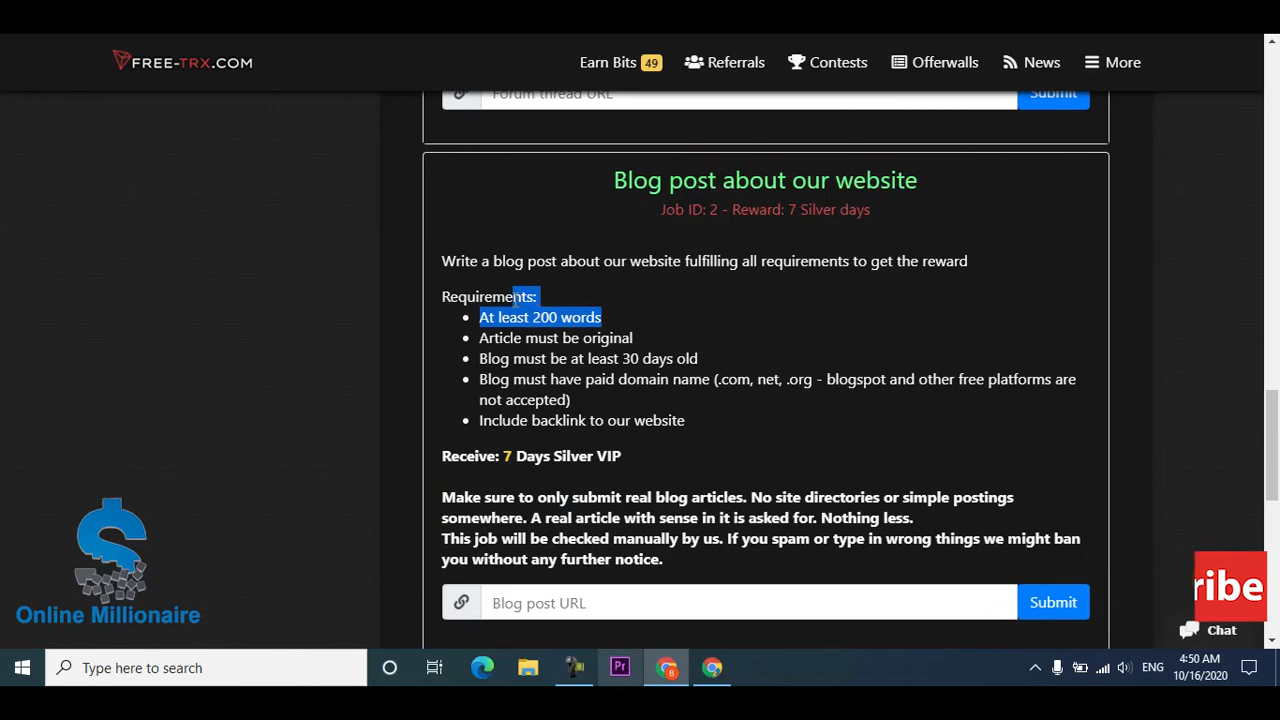 FREE-TRX.COM
Earn Bits 49 Referrals Contests Offerwalls News More
Forum thread URL Submit
Blog post about our website
Job ID: 2 - Reward: 7 Silver days
Write a blog post about our website fulfilling all requirements to get the reward
Requirements:
At least 200 words
Article must be original
Blog must be at least 30 days old
Blog must have paid domain name (.com, net, .org - blogspot and other free platforms are
not accepted)
Include backlink to our website
Receive: 7 Days Silver VIP
Make sure to only submit real blog articles. No site directories or simple postings
somewhere. A real article with sense in it is asked for. Nothing less.
This job will be checked manually by us. If you spam or type in wrong things we might ban
you without any further notice.
Blog post URL Submit
ribe
Online Millionaire
Chat
Type here to search
Pr
B
ENG
4:50 AM
10/16/2020